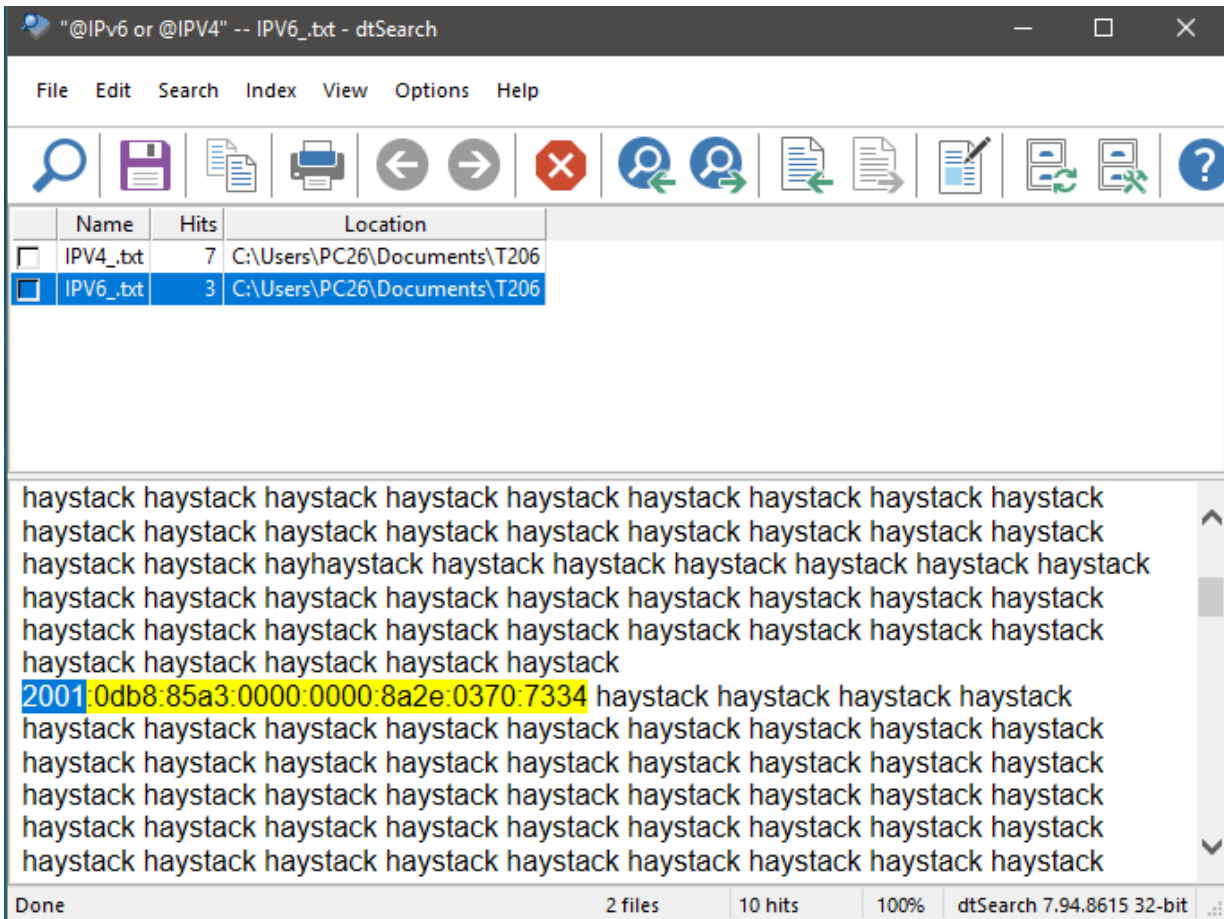 "@IPv6 or @IPV4" -- IPV6_.txt - dtSearch
File Edit Search Index View Options Help
Name Hits Location
IPV4_.txt 7 C:\Users\PC26\Documents\T206
IPV6_.txt 3 C:\Users\PC26\Documents\T206
haystack haystack haystack haystack haystack haystack haystack haystack haystack
haystack haystack haystack haystack haystack haystack haystack haystack haystack
haystack haystack hayhaystack haystack haystack haystack haystack haystack haystack
haystack haystack haystack haystack haystack haystack haystack haystack haystack
haystack haystack haystack haystack haystack haystack haystack haystack haystack
haystack haystack haystack haystack haystack
2001:0db8:85a3:0000:0000:8a2e:0370:7334 haystack haystack haystack haystack
haystack haystack haystack haystack haystack haystack haystack haystack haystack
haystack haystack haystack haystack haystack haystack haystack haystack haystack
haystack haystack haystack haystack haystack haystack haystack haystack haystack
haystack haystack haystack haystack haystack haystack haystack haystack haystack
haystack haystack haystack haystack haystack haystack haystack haystack haystack
Done 2 files 10 hits 100% dtSearch 7.94.8615 32-bit